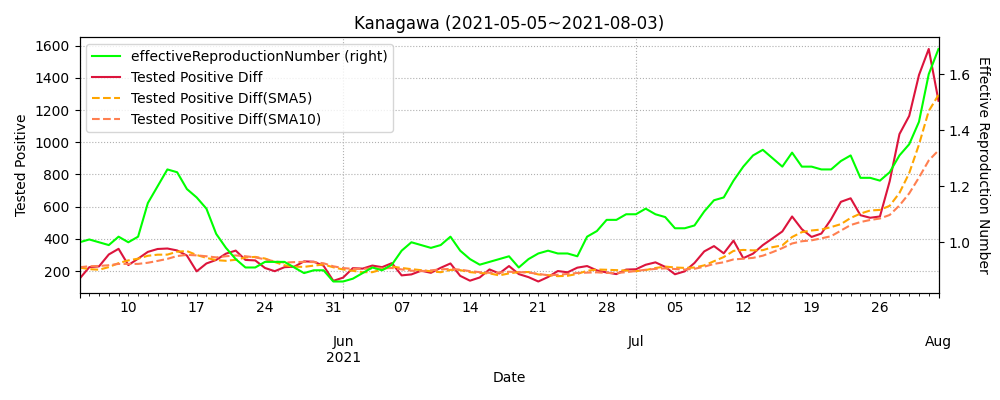 Kanagawa (2021-05-05~2021-08-03)
effectiveReproductionNumber (right)
Tested Positive Diff
Tested Positive Diff(SMA5)
Tested Positive Diff(SMA10)
Tested Positive
1600
1400
1200
1000
800
600
400
200
1.6
1.4
1.2
1.0
Effective Reproduction Number
10 17 24 31 07 14 21 28 05 12 19 26
Jun Jul Aug
2021
Date